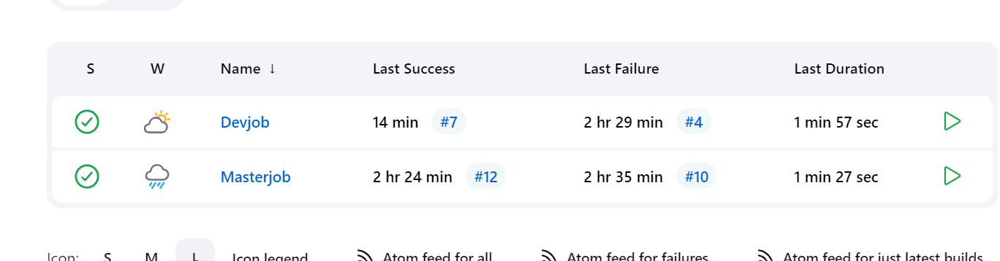 S W Name ↓ Last Success Last Failure Last Duration
Devjob 14 min #7 2 hr 29 min #4 1 min 57 sec
Masterjob 2 hr 24 min #12 2 hr 35 min #10 1 min 27 sec
Icon: S M L Icon legend Atom feed for all Atom feed for failures Atom feed for just latest builds